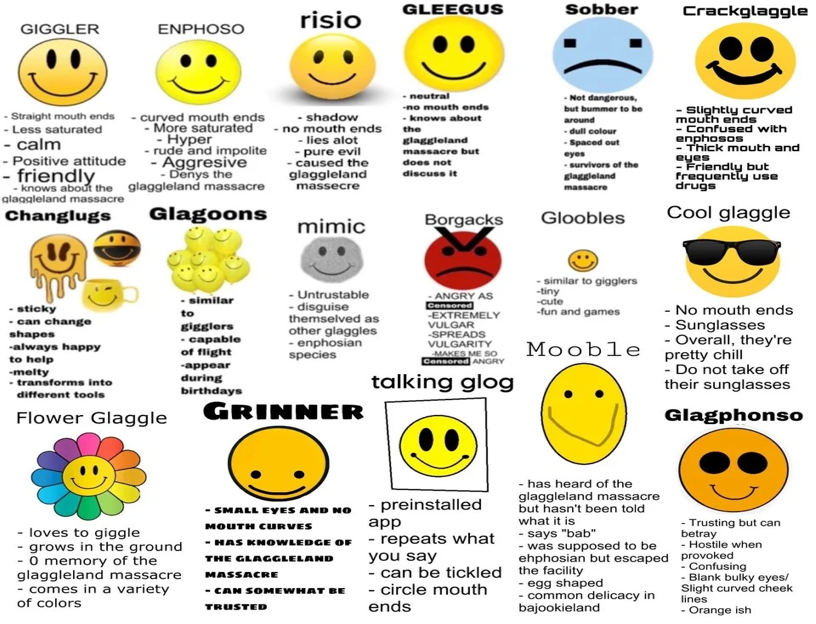 GIGGLER
- Straight mouth ends
- Less saturated
- calm
- Positive attitude
- friendly
- knows about the
glaggleland massacre
ENPHOSO
- curved mouth ends
- More saturated
- Hyper
- rude and impolite
- Aggresive
- Denys the
glaggleland massacre
risio
- shadow
- no mouth ends
- lies alot
- pure evil
- caused the
glaggleland
massecre
GLEEGUS
- neutral
-no mouth ends
- knows about
the
glaggleland
massacre but
does not
discuss it
Sobber
- Not dangerous,
but bummer to be
around
- dull colour
- Spaced out
eyes
- survivors of the
glaggleland
massacre
Crackglaggle
- Slightly curved
mouth ends
- Confused with
enphosos
- Thick mouth and
eyes
- Friendly but
frequently use
drugs
Changlugs
- sticky
- can change
shapes
-always happy
to help
-melty
- transforms into
different tools
Glagoons
- similar
to
gigglers
- capable
of flight
-appear
during
birthdays
mimic
- Untrustable
- disguise
themselved as
other glaggles
- enphosian
species
Borgacks
- ANGRY AS
Censored
-EXTREMELY
VULGAR
-SPREADS
VULGARITY
-MAKES ME SO
Censored ANGRY
Gloobles
- similar to gigglers
-tiny
-cute
-fun and games
Cool glaggle
- No mouth ends
- Sunglasses
- Overall, they're
pretty chill
- Do not take off
their sunglasses
Flower Glaggle
- loves to giggle
- grows in the ground
- 0 memory of the
glaggleland massacre
- comes in a variety
of colors
GRINNER
- SMALL EYES AND NO
MOUTH CURVES
- HAS KNOWLEDGE OF
THE GLAGGLELAND
MASSACRE
- CAN SOMEWHAT BE
TRUSTED
talking glog
- preinstalled
app
- repeats what
you say
- can be tickled
- circle mouth
ends
Mooble
- has heard of the
glaggleland massacre
but hasn't been told
what it is
- says "bab"
- was supposed to be
ehphosian but escaped
the facility
- egg shaped
- common delicacy in
bajookieland
Glagphonso
- Trusting but can
betray
- Hostile when
provoked
- Confusing
- Blank bulky eyes/
Slight curved cheek
lines
- Orange ish